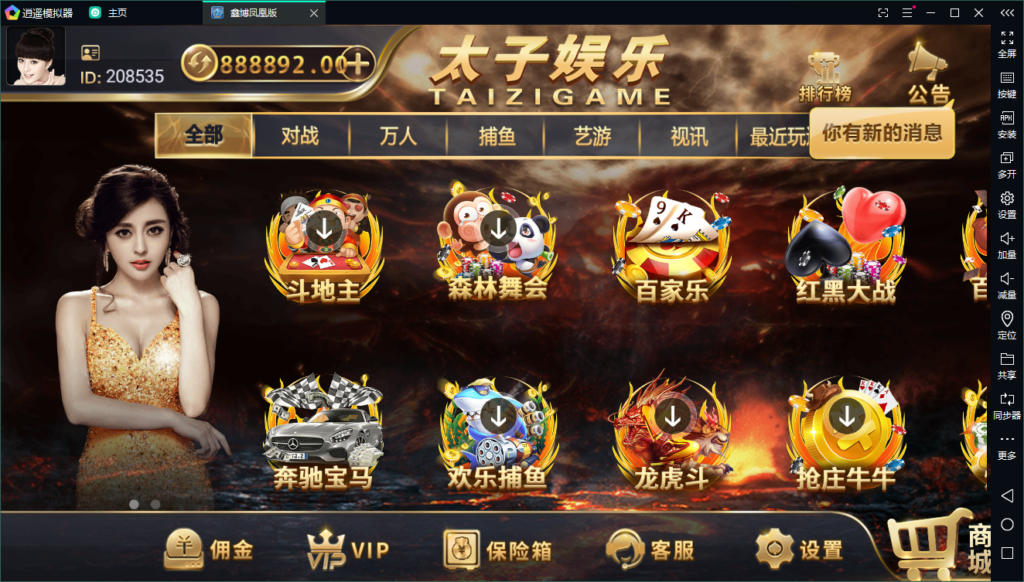 逍遥模拟器
主页
鑫博凤凰版
ID: 208535
888892.00
太子娱乐
TAIZIGAME
排行榜
公告
全部
对战
万人
捕鱼
艺游
视讯
最近玩
你有新的消息
斗地主
森林舞会
百家乐
9
K
红黑大战
百
奔驰宝马
欢乐捕鱼
龙虎斗
抢庄牛牛
佣金
VIP
VIP
保险箱
客服
设置
商城
全屏
按键
APK
安装
多开
设置
加量
减量
定位
共享
同步器
更多